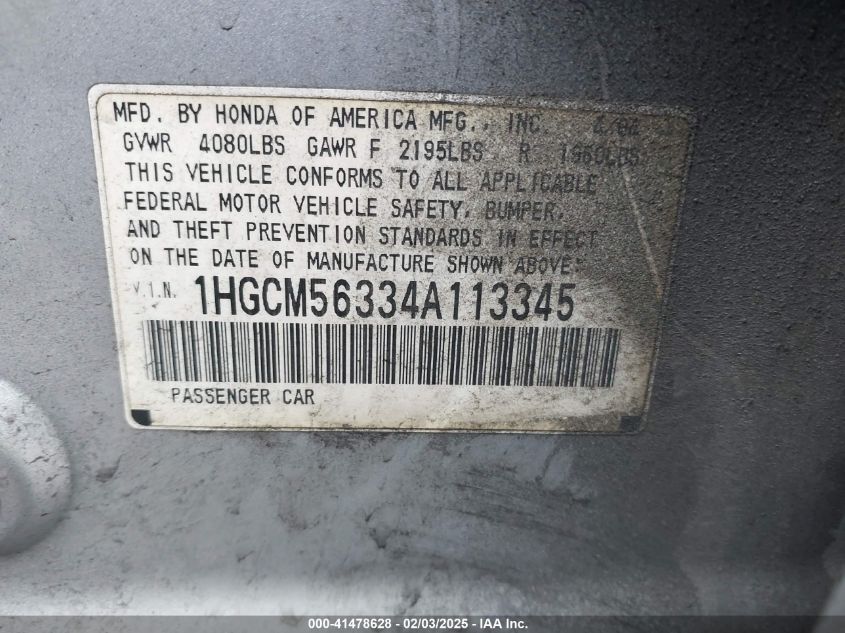 MFD. BY HONDA OF AMERICA MFG., INC. 4/04
GVWR 4080LBS GAWR F 2195LBS R
THIS VEHICLE CONFORMS TO ALL APPLICABLE
FEDERAL MOTOR VEHICLE SAFETY, BUMPER,
AND THEFT PREVENTION STANDARDS IN EFFECT
ON THE DATE OF MANUFACTURE SHOWN ABOVE.
V.I.N. 1HGCM56334A113345
PASSENGER CAR
000-41478628 - 02/03/2025 - IAA Inc.